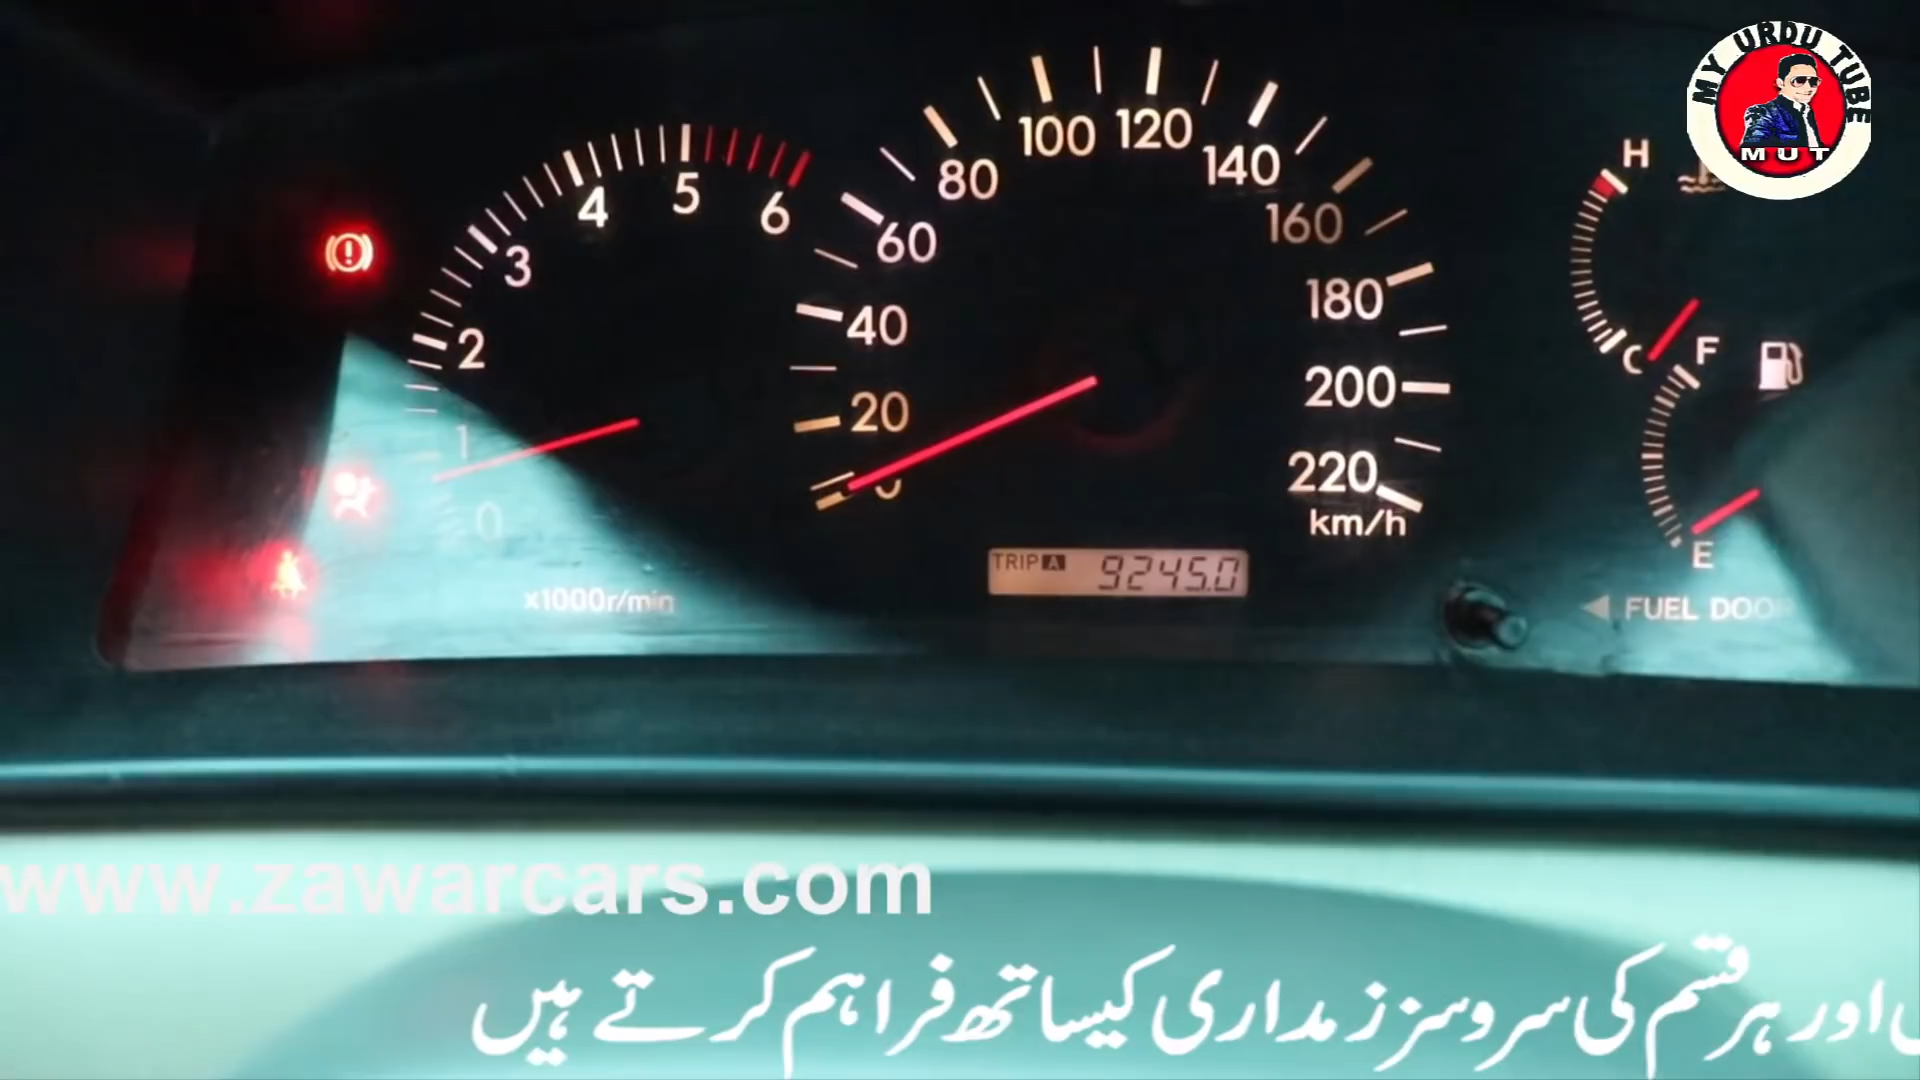 MY URDU TUBE
MUT
0 1 2 3 4 5 6
x1000r/min
0 20 40 60 80 100 120 140 160 180 200 220
km/h
TRIP A 9245.0
H
C
F
E
FUEL DOOR
www.zawarcars.com
اور ہر قسم کی سروسز زمداری کیساتھ فراہم کرتے ہیں